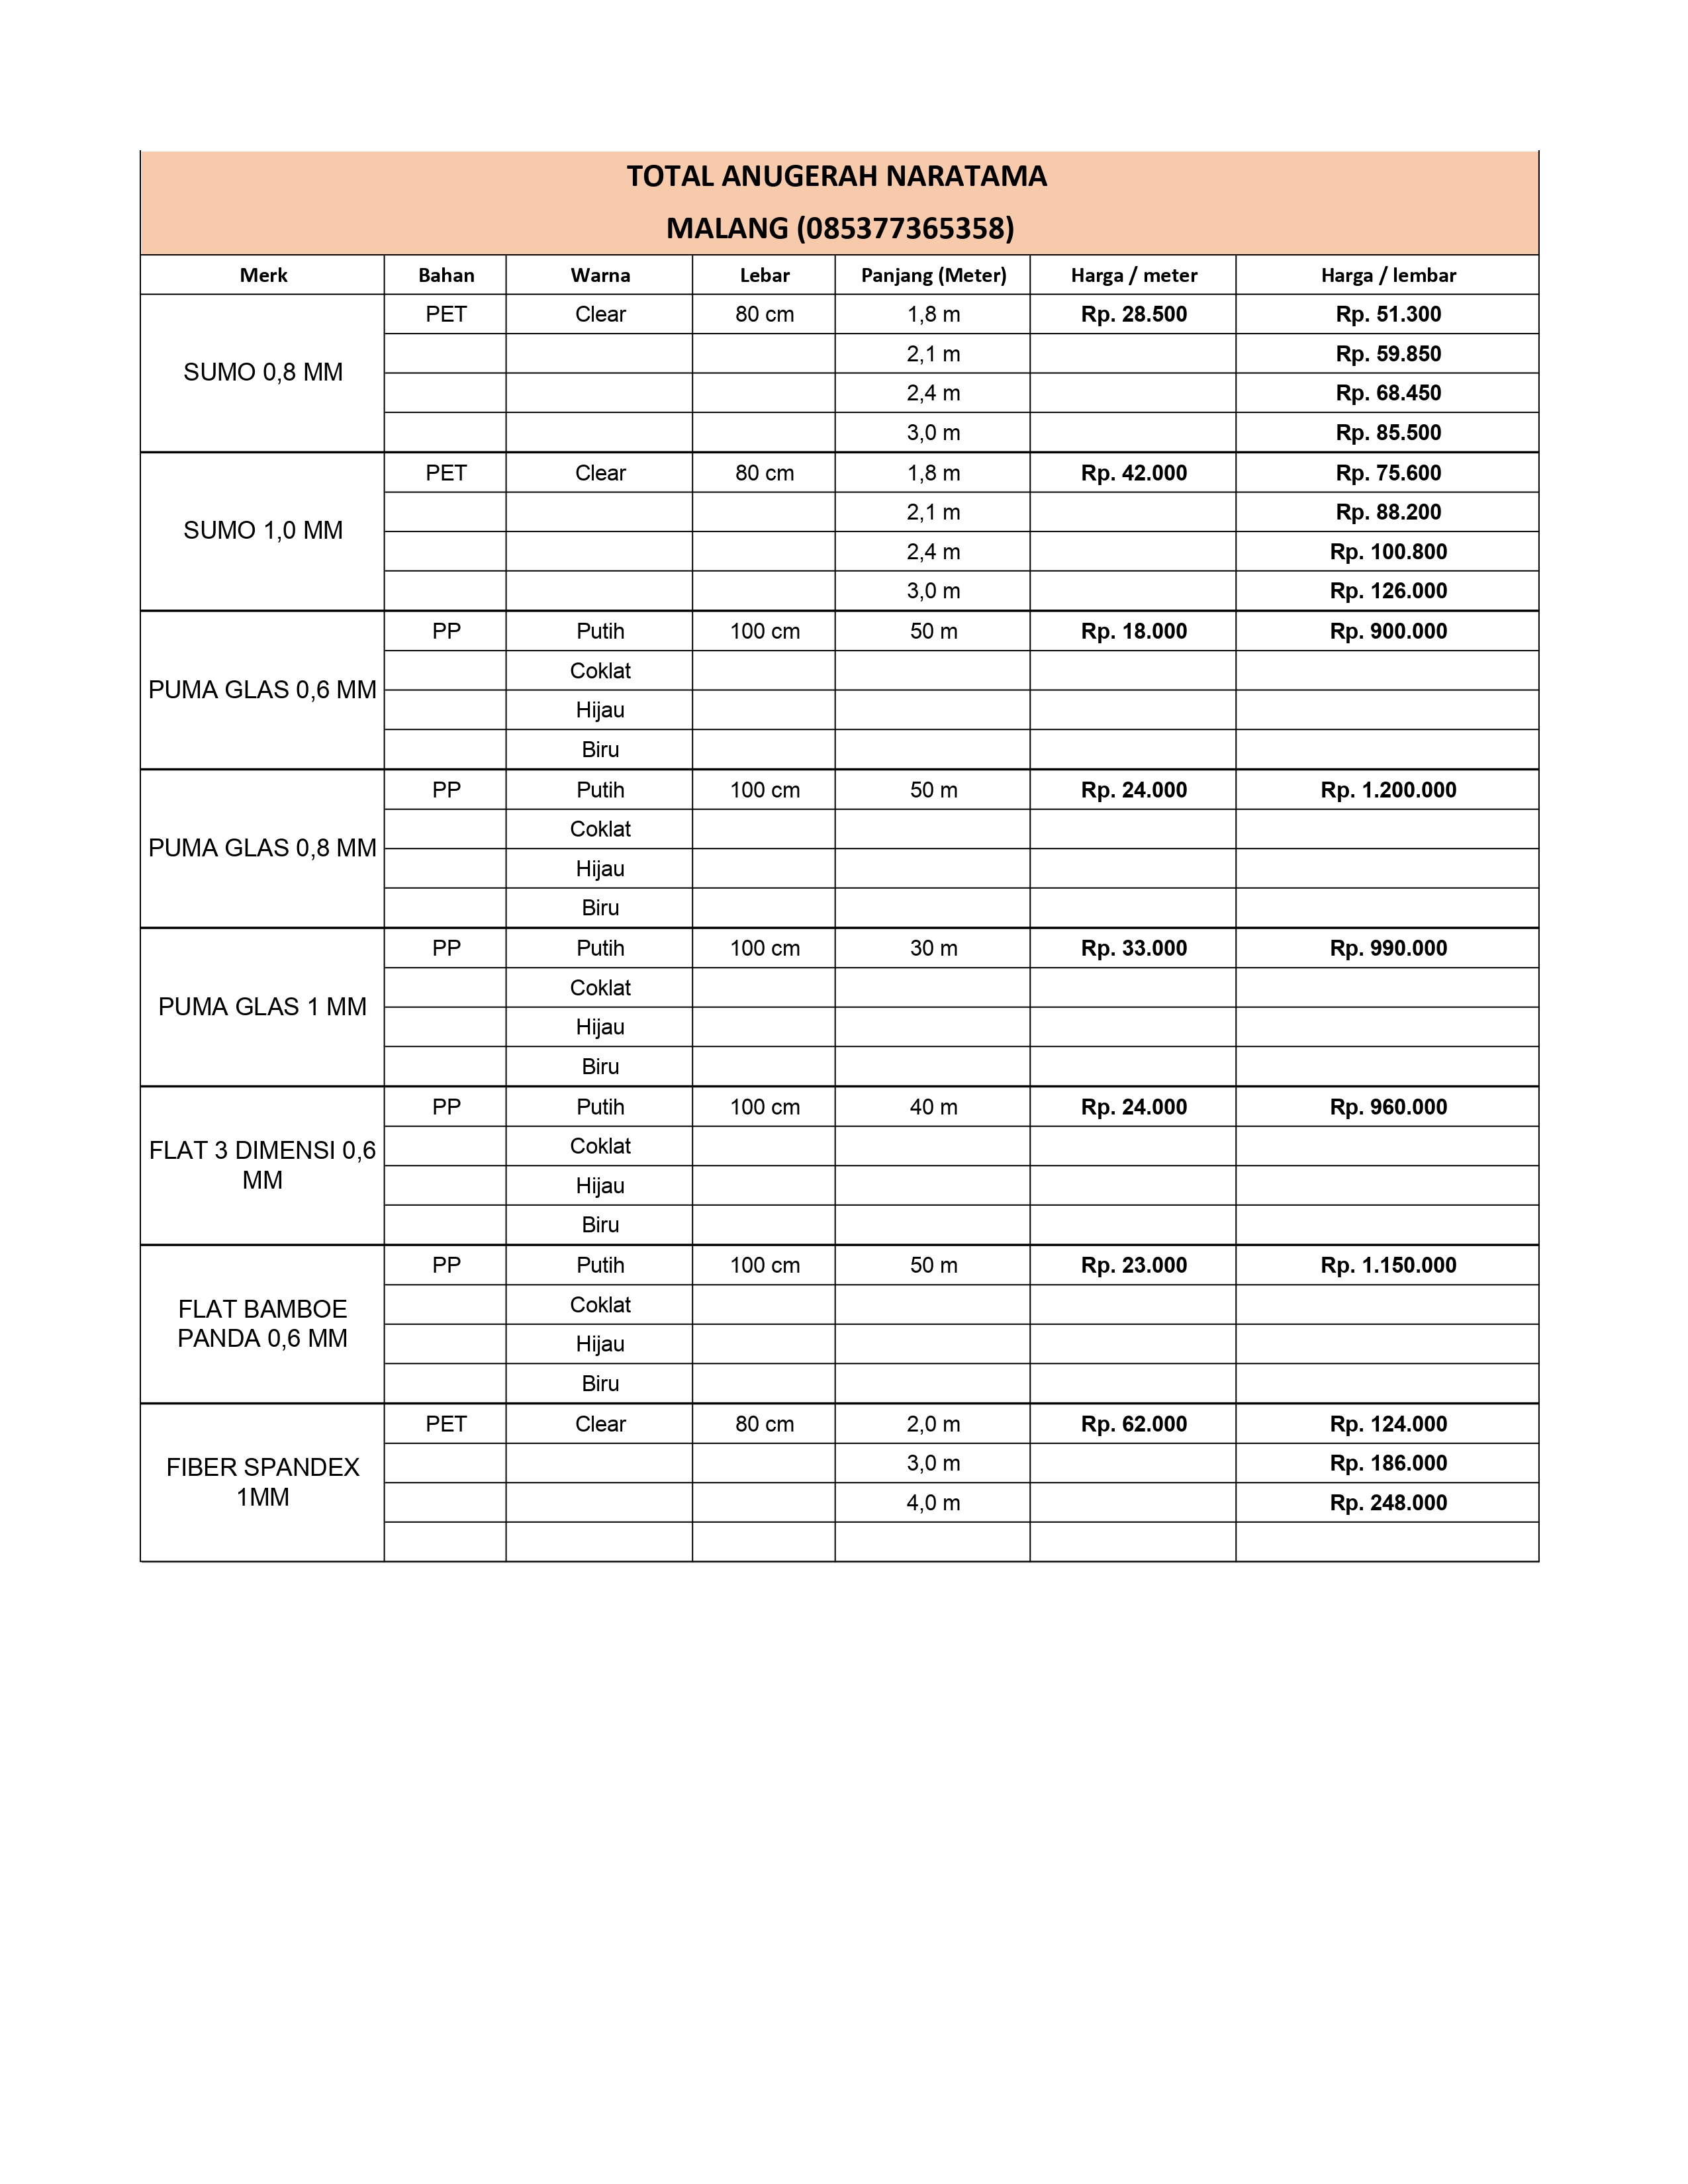 TOTAL ANUGERAH NARATAMA
MALANG (085377365358)
Merk Bahan Warna Lebar Panjang (Meter) Harga / meter Harga / lembar
SUMO 0,8 MM PET Clear 80 cm 1,8 m Rp. 28.500 Rp. 51.300
2,1 m Rp. 59.850
2,4 m Rp. 68.450
3,0 m Rp. 85.500
SUMO 1,0 MM PET Clear 80 cm 1,8 m Rp. 42.000 Rp. 75.600
2,1 m Rp. 88.200
2,4 m Rp. 100.800
3,0 m Rp. 126.000
PUMA GLAS 0,6 MM PP Putih 100 cm 50 m Rp. 18.000 Rp. 900.000
Coklat
Hijau
Biru
PUMA GLAS 0,8 MM PP Putih 100 cm 50 m Rp. 24.000 Rp. 1.200.000
Coklat
Hijau
Biru
PUMA GLAS 1 MM PP Putih 100 cm 30 m Rp. 33.000 Rp. 990.000
Coklat
Hijau
Biru
FLAT 3 DIMENSI 0,6
MM PP Putih 100 cm 40 m Rp. 24.000 Rp. 960.000
Coklat
Hijau
Biru
FLAT BAMBOE
PANDA 0,6 MM PP Putih 100 cm 50 m Rp. 23.000 Rp. 1.150.000
Coklat
Hijau
Biru
FIBER SPANDEX
1MM PET Clear 80 cm 2,0 m Rp. 62.000 Rp. 124.000
3,0 m Rp. 186.000
4,0 m Rp. 248.000